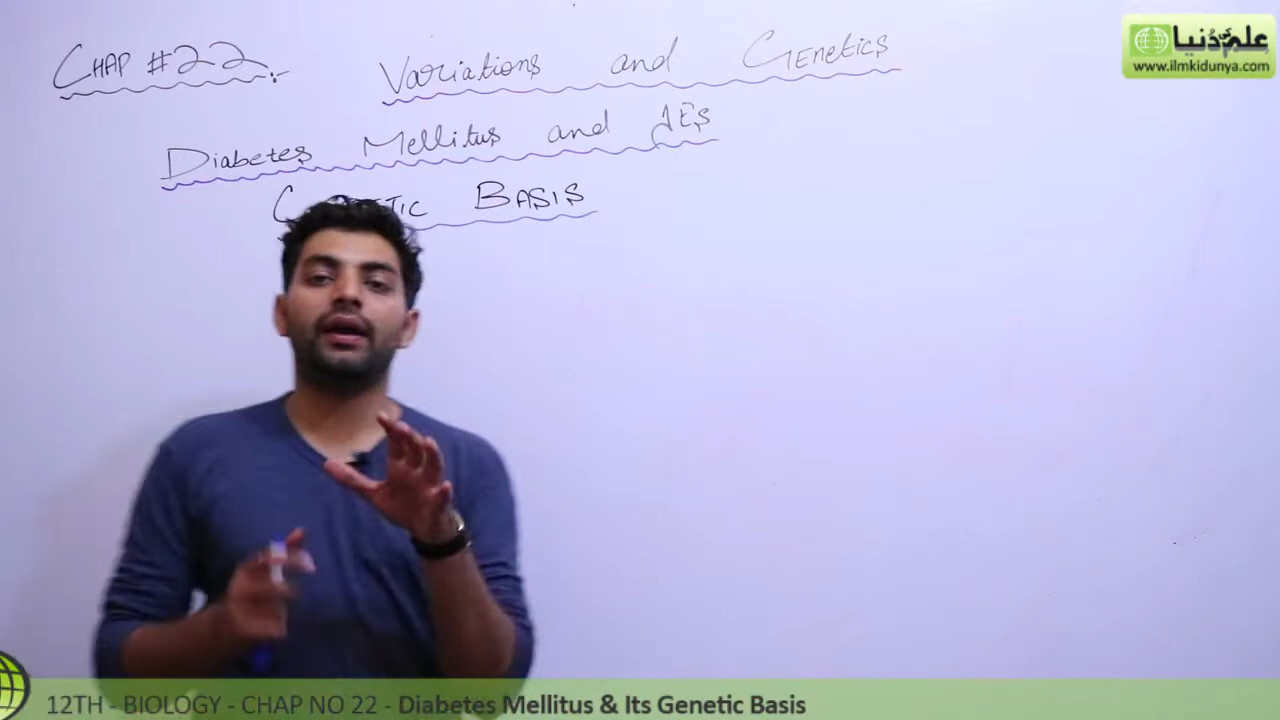 CHAP #22 Variations and GENETICS
علم کی دنیا
www.ilmkidunya.com
Diabetes Mellitus and
BASIS
12TH - BIOLOGY - CHAP NO 22 - Diabetes Mellitus & Its Genetic Basis